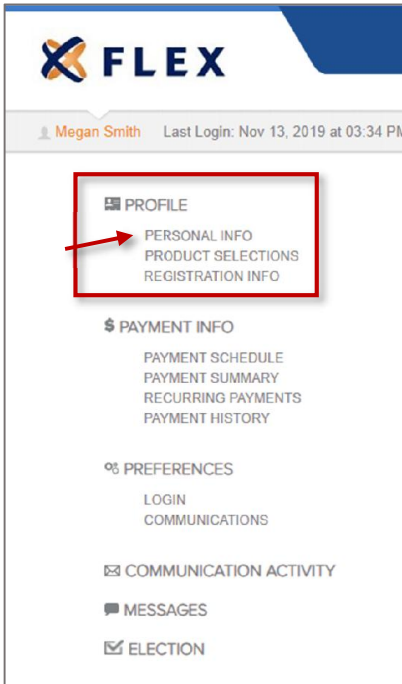 FLEX
Megan Smith Last Login: Nov 13, 2019 at 03:34 PM
PROFILE
PERSONAL INFO
PRODUCT SELECTIONS
REGISTRATION INFO
$ PAYMENT INFO
PAYMENT SCHEDULE
PAYMENT SUMMARY
RECURRING PAYMENTS
PAYMENT HISTORY
PREFERENCES
LOGIN
COMMUNICATIONS
COMMUNICATION ACTIVITY
MESSAGES
ELECTION